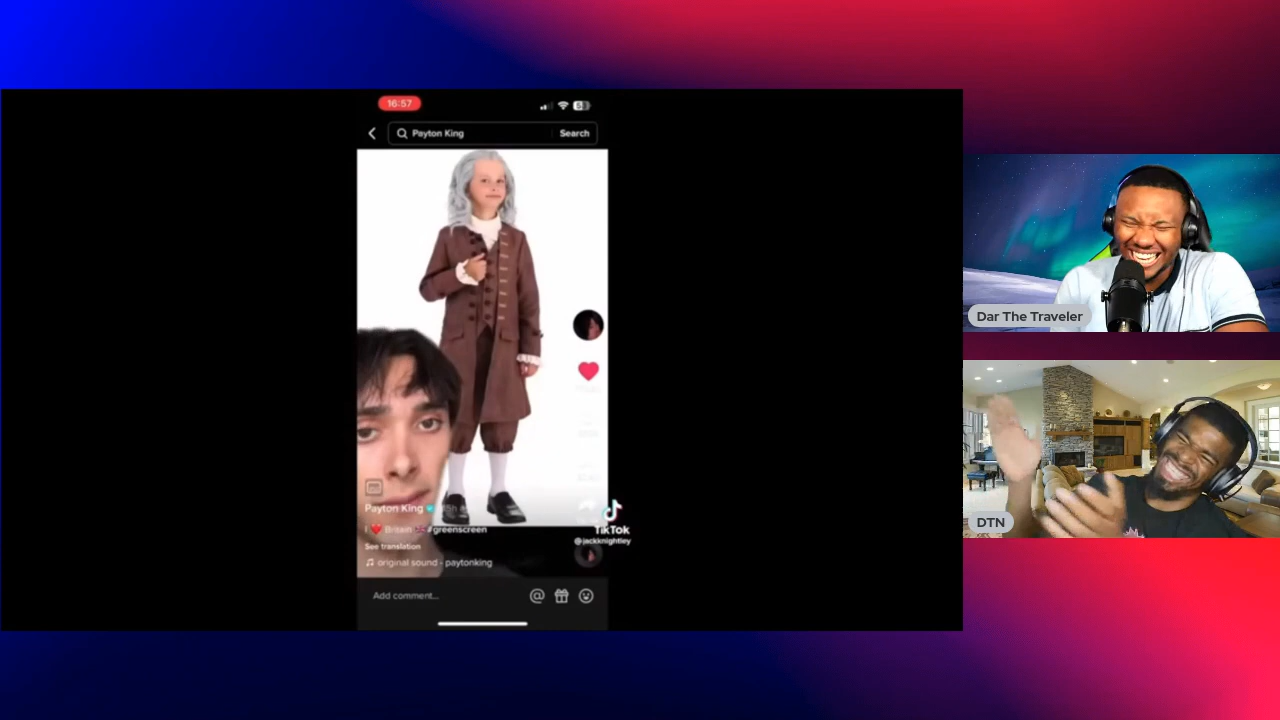 16:57
Payton King
Search
Payton King
I ❤️ Britain 🇬🇧 #greenscreen
See translation
original sound - paytonking
TikTok
@jackknightley
Add comment...
Dar The Traveler
DTN